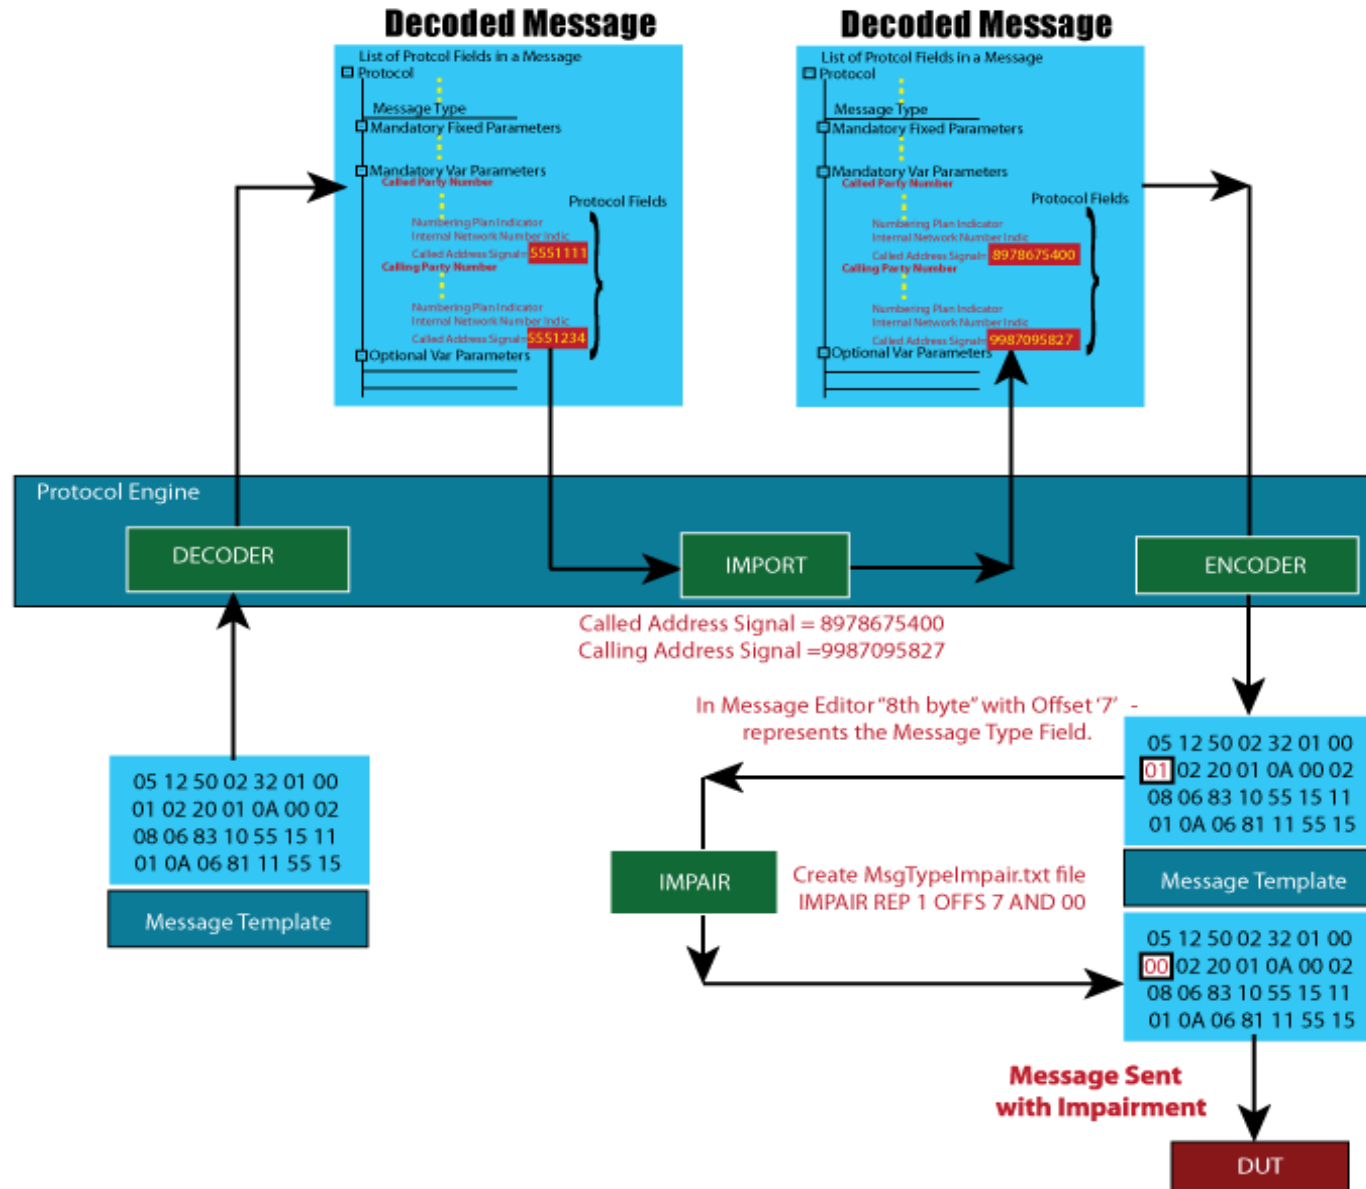 Decoded Message
List of Protcol Fields in a Message
Protocol
Message Type
Mandatory Fixed Parameters
Mandatory Var Parameters
Called Party Number
Protocol Fields
Numbering Plan Indicator
Internal Network Number Indic
Called Address Signal= 5551111
Calling Party Number
Numbering Plan Indicator
Internal Network Number Indic
Called Address Signal= 5551234
Optional Var Parameters
Decoded Message
List of Protcol Fields in a Message
Protocol
Message Type
Mandatory Fixed Parameters
Mandatory Var Parameters
Called Party Number
Protocol Fields
Numbering Plan Indicator
Internal Network Number Indic
Called Address Signal= 8978675400
Calling Party Number
Numbering Plan Indicator
Internal Network Number Indic
Called Address Signal= 9987095827
Optional Var Parameters
Protocol Engine
DECODER
IMPORT
ENCODER
Called Address Signal = 8978675400
Calling Address Signal =9987095827
In Message Editor “8th byte” with Offset ‘7’ -
represents the Message Type Field.
05 12 50 02 32 01 00
01 02 20 01 0A 00 02
08 06 83 10 55 15 11
01 0A 06 81 11 55 15
Message Template
05 12 50 02 32 01 00
01 02 20 01 0A 00 02
08 06 83 10 55 15 11
01 0A 06 81 11 55 15
Message Template
IMPAIR
Create MsgTypeImpair.txt file
IMPAIR REP 1 OFFS 7 AND 00
05 12 50 02 32 01 00
00 02 20 01 0A 00 02
08 06 83 10 55 15 11
01 0A 06 81 11 55 15
Message Sent
with Impairment
DUT